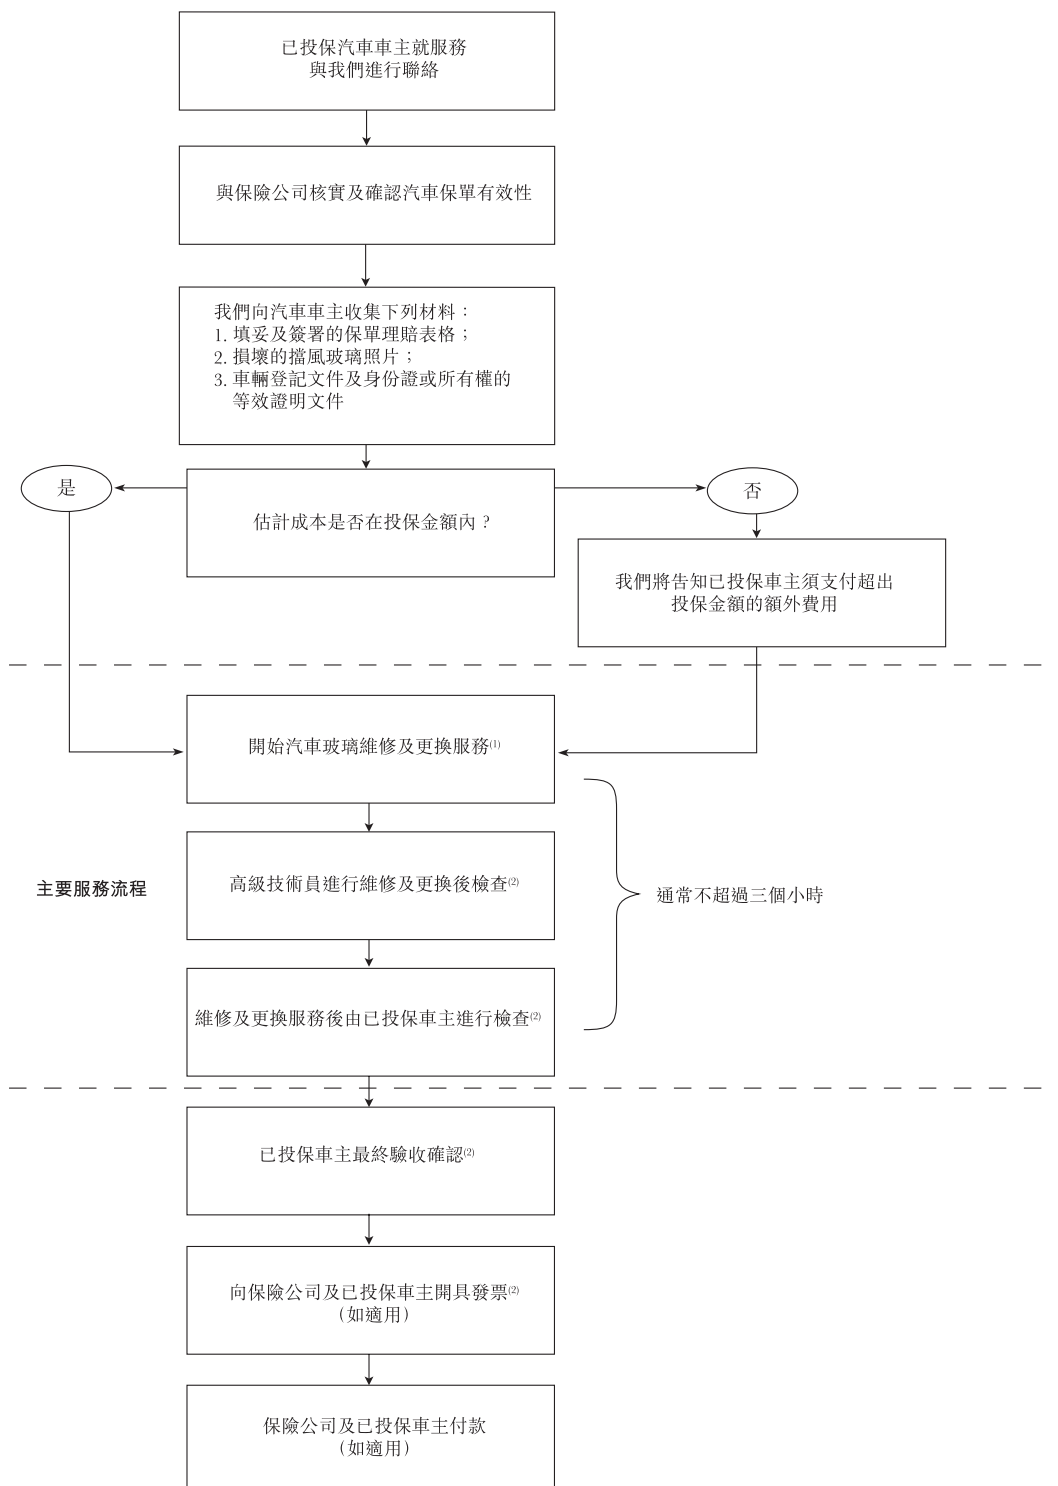 已投保汽車車主就服務
與我們進行聯絡
與保險公司核實及確認汽車保單有效性
我們向汽車車主收集下列材料：
1. 填妥及簽署的保單理賠表格；
2. 損壞的擋風玻璃照片；
3. 車輛登記文件及身份證或所有權的
等效證明文件
是
估計成本是否在投保金額內？
否
我們將告知已投保車主須支付超出
投保金額的額外費用
開始汽車玻璃維修及更換服務(1)
高級技術員進行維修及更換後檢查(2)
主要服務流程
通常不超過三個小時
維修及更換服務後由已投保車主進行檢查(2)
已投保車主最終驗收確認(2)
向保險公司及已投保車主開具發票(2)
（如適用）
保險公司及已投保車主付款
（如適用）